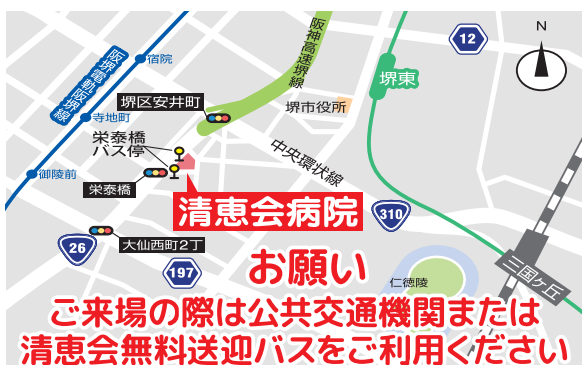 N
12
宿院
阪神高速堺線
阪堺電軌阪堺線
堺東
堺区安井町
堺市役所
寺地町
栄泰橋
バス停
中央環状線
御陵前
栄泰橋
清恵会病院
310
大仙西町2丁
26
197
三国ヶ丘
仁徳陵
お願い
ご来場の際は公共交通機関または
清恵会無料送迎バスをご利用ください